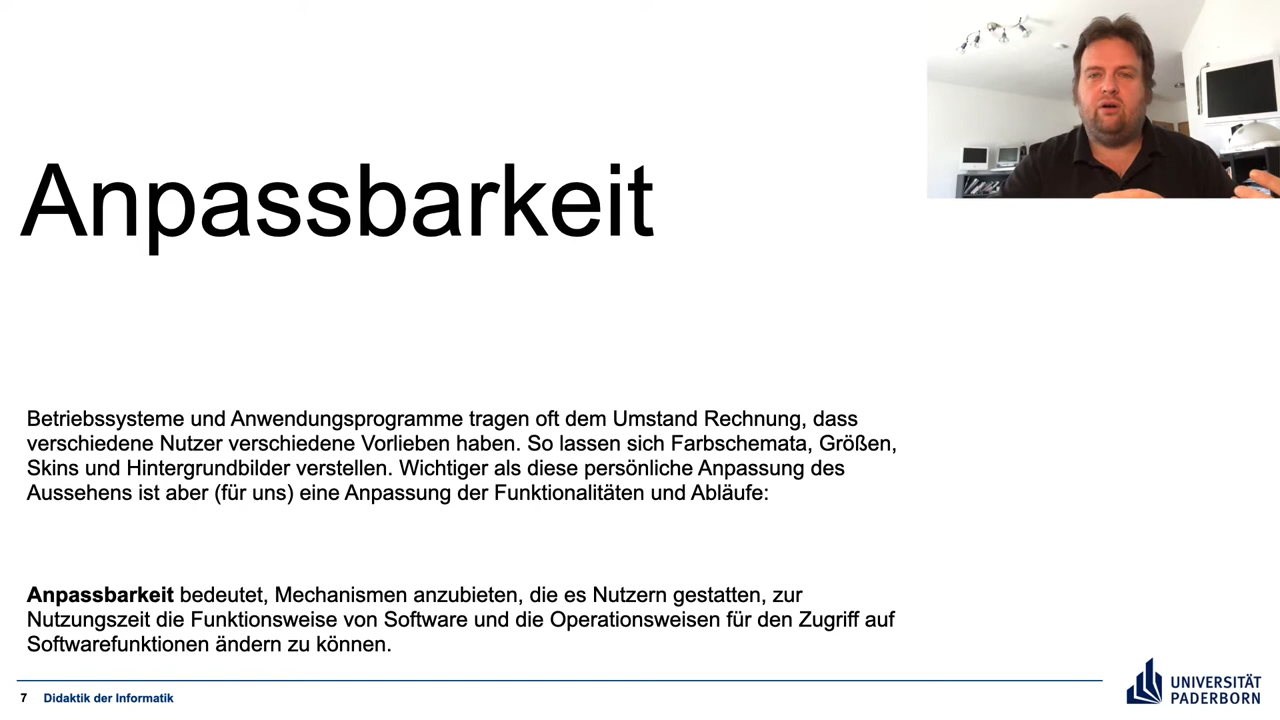 Anpassbarkeit
Betriebssysteme und Anwendungsprogramme tragen oft dem Umstand Rechnung, dass
verschiedene Nutzer verschiedene Vorlieben haben. So lassen sich Farbschemata, Größen,
Skins und Hintergrundbilder verstellen. Wichtiger als diese persönliche Anpassung des
Aussehens ist aber (für uns) eine Anpassung der Funktionalitäten und Abläufe:
Anpassbarkeit bedeutet, Mechanismen anzubieten, die es Nutzern gestatten, zur
Nutzungszeit die Funktionsweise von Software und die Operationsweisen für den Zugriff auf
Softwarefunktionen ändern zu können.
7 Didaktik der Informatik
UNIVERSITÄT
PADERBORN